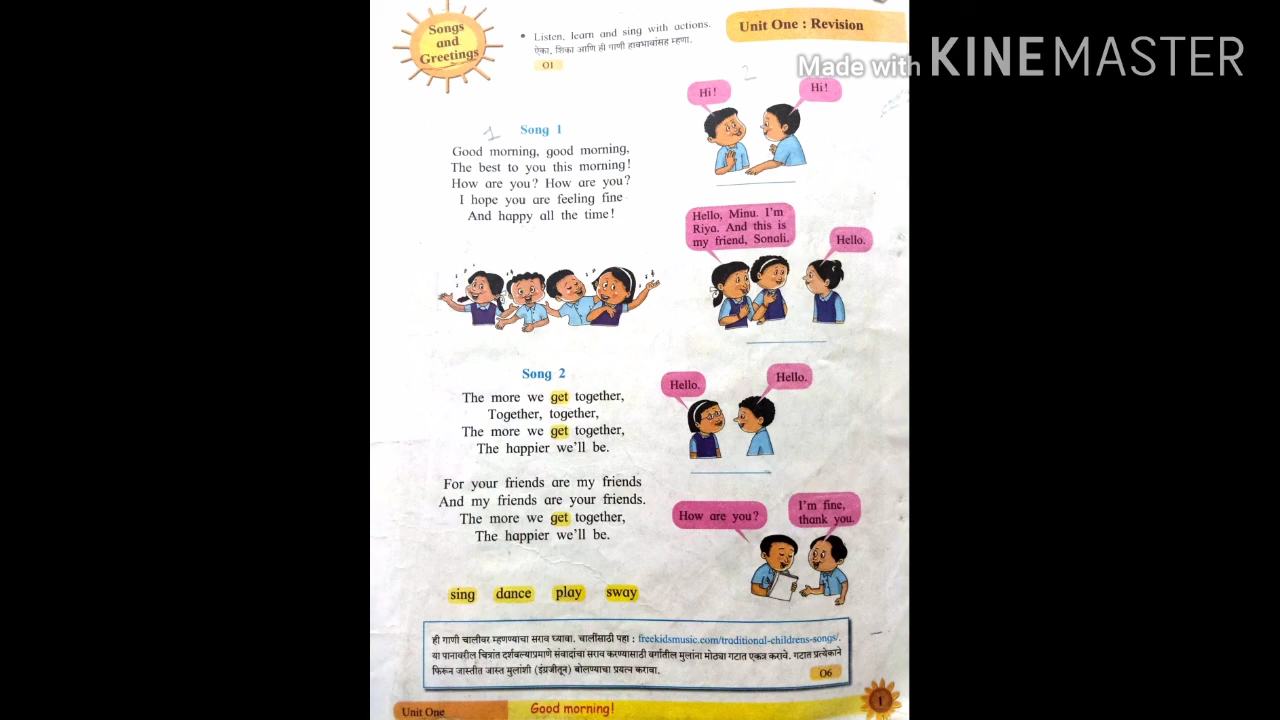 Songs
and
Greetings
• Listen, learn and sing with actions.
ऐका, शिका आणि ही गाणी हावभावांसह म्हणा.
01
Unit One : Revision
Made with KINEMASTER
2
Hi!
Hi!
1
Song 1
Good morning, good morning,
The best to you this morning!
How are you? How are you?
I hope you are feeling fine
And happy all the time!
Hello, Minu. I'm
Riya. And this is
my friend, Sonali.
Hello.
Song 2
The more we get together,
Together, together,
The more we get together,
The happier we'll be.
For your friends are my friends
And my friends are your friends.
The more we get together,
The happier we'll be.
Hello.
Hello.
How are you?
I'm fine,
thank you.
sing dance play sway
ही गाणी चालीवर म्हणण्याचा सराव घ्यावा. चालींसाठी पहा : freekidsmusic.com/traditional-childrens-songs/.
या पानावरील चित्रांत दर्शवल्याप्रमाणे संवादांचा सराव करण्यासाठी वर्गातील मुलांना मोठ्या गटात एकत्र करावे. गटात प्रत्येकाने
फिरून जास्तीत जास्त मुलांशी (इंग्रजीतून) बोलण्याचा प्रयत्न करावा.
06
Unit One
Good morning!
1